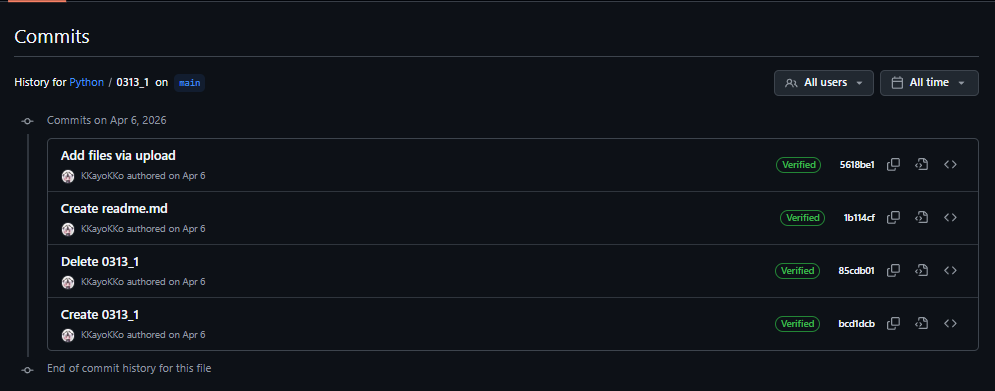 Commits
History for Python / 0313_1 on main
All users
All time
Commits on Apr 6, 2026
Add files via upload
KKayoKKo authored on Apr 6
Verified
5618be1
Create readme.md
KKayoKKo authored on Apr 6
Verified
1b114cf
Delete 0313_1
KKayoKKo authored on Apr 6
Verified
85cdb01
Create 0313_1
KKayoKKo authored on Apr 6
Verified
bcd1dcb
End of commit history for this file